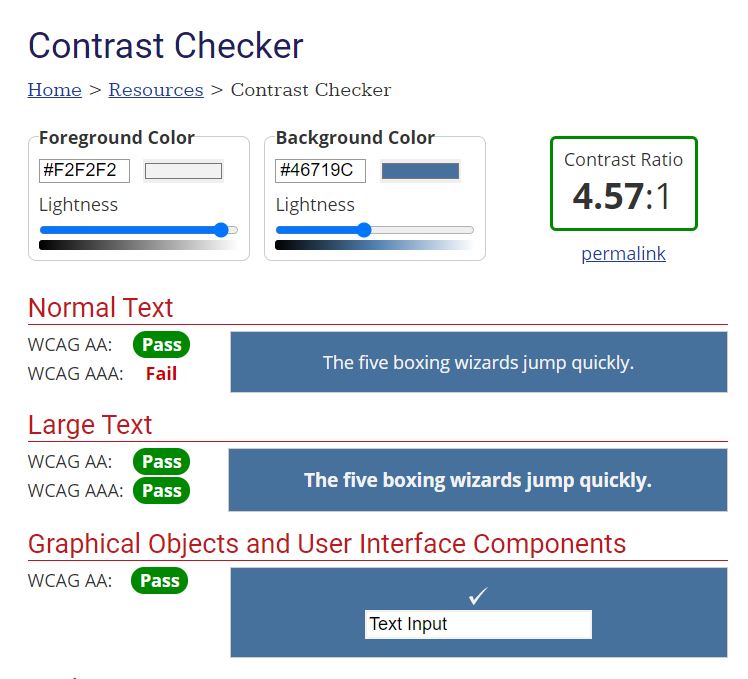 Contrast Checker
Home > Resources > Contrast Checker
Foreground Color
#F2F2F2
Lightness
Background Color
#46719C
Lightness
Contrast Ratio
4.57:1
permalink
Normal Text
WCAG AA: Pass
WCAG AAA: Fail
The five boxing wizards jump quickly.
Large Text
WCAG AA: Pass
WCAG AAA: Pass
The five boxing wizards jump quickly.
Graphical Objects and User Interface Components
WCAG AA: Pass
✓
Text Input